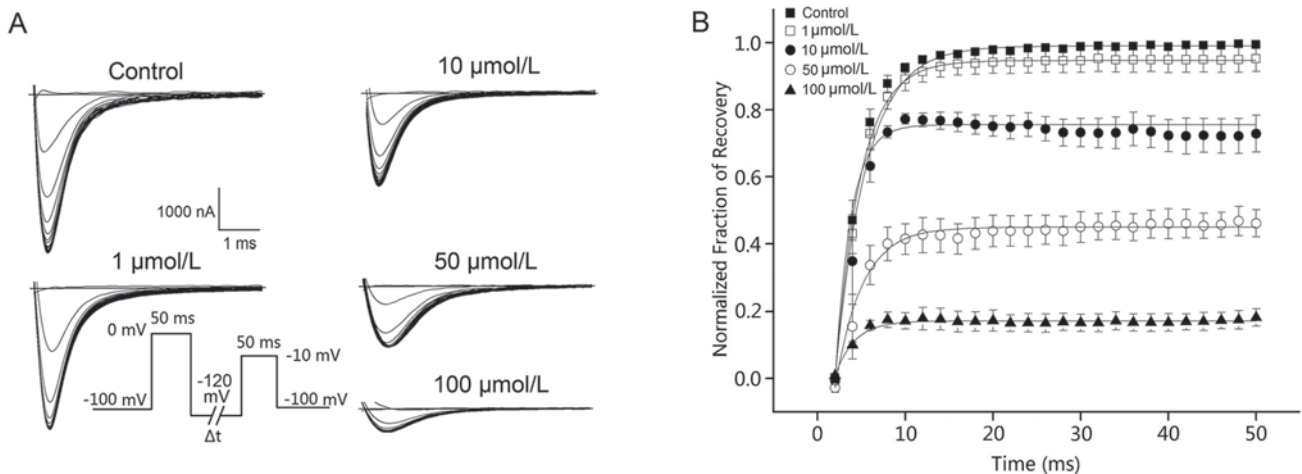 A
Control
10 μmol/L
1000 nA
1 ms
1 μmol/L
50 μmol/L
50 ms
0 mV
50 ms
-10 mV
-120
mV
-100 mV
-100 mV
Δt
100 μmol/L
B
Control
1 μmol/L
10 μmol/L
50 μmol/L
100 μmol/L
Normalized Fraction of Recovery
1.0
0.8
0.6
0.4
0.2
0.0
0 10 20 30 40 50
Time (ms)